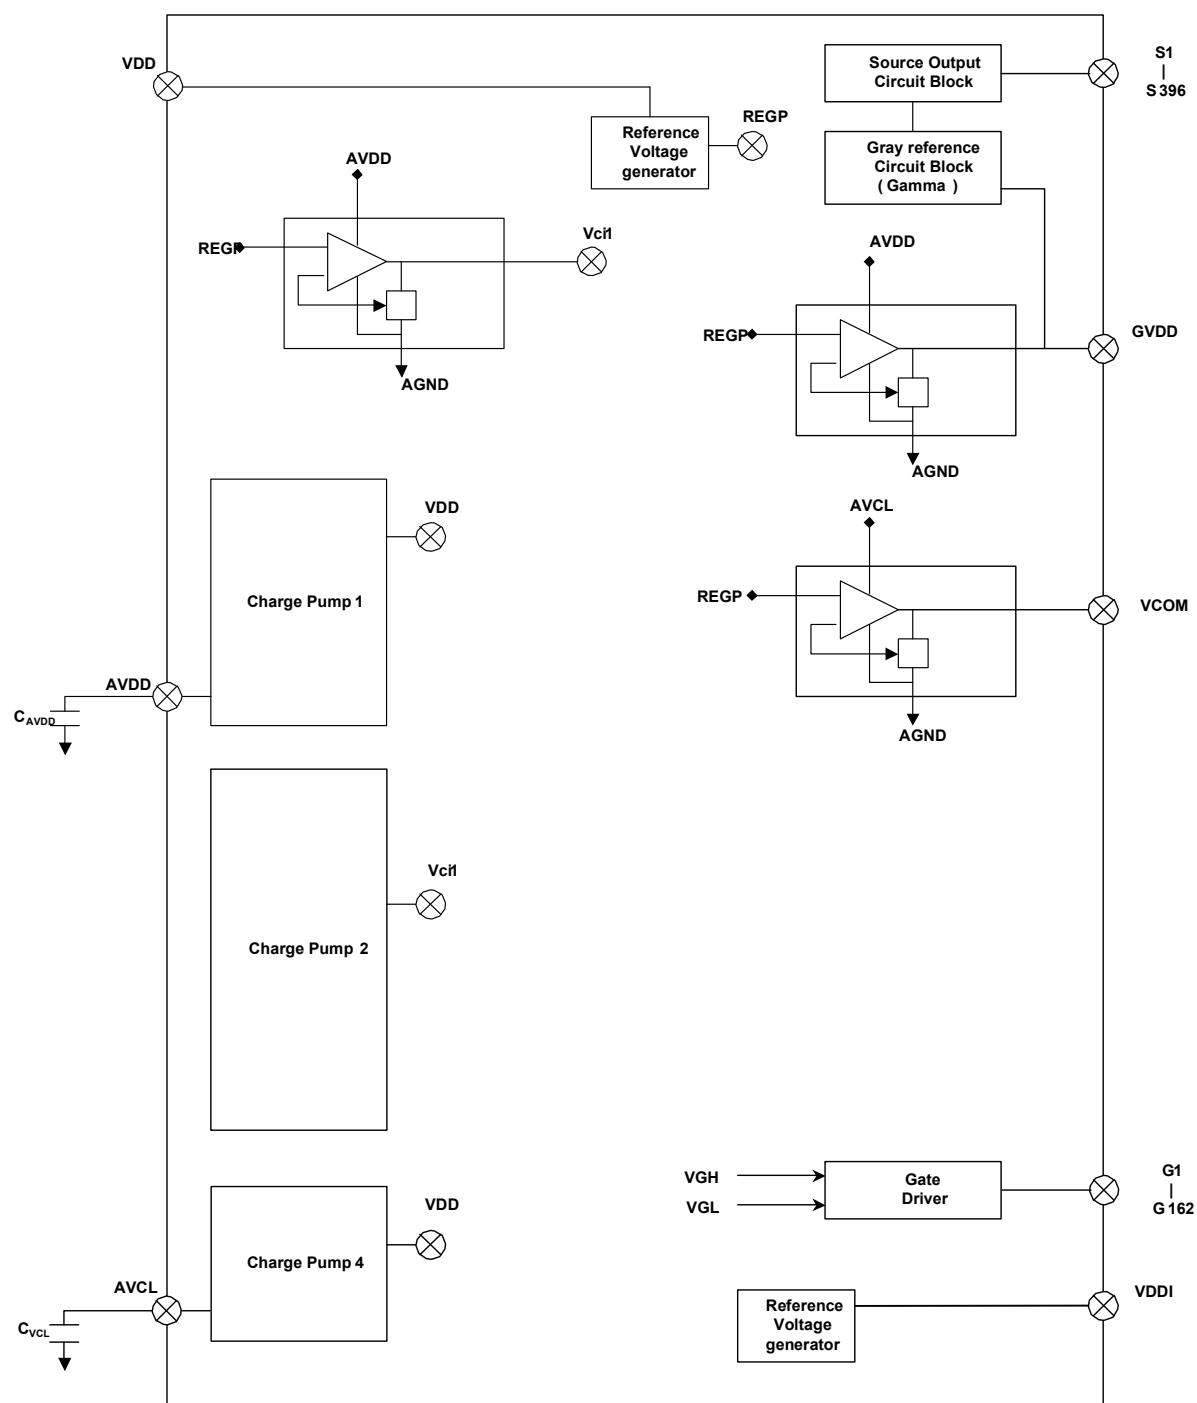 VDD
Source Output
Circuit Block
S1
S396
REGP
Reference
Voltage
generator
Gray reference
Circuit Block
( Gamma )
AVDD
REGP
Vci1
AGND
AVDD
REGP
GVDD
AGND
VDD
Charge Pump 1
AVDD
CAVDD
AVCL
REGP
VCOM
AGND
Vci1
Charge Pump 2
VGH
VGL
Gate
Driver
G1
G162
VDD
Charge Pump 4
AVCL
CVCL
Reference
Voltage
generator
VDDI